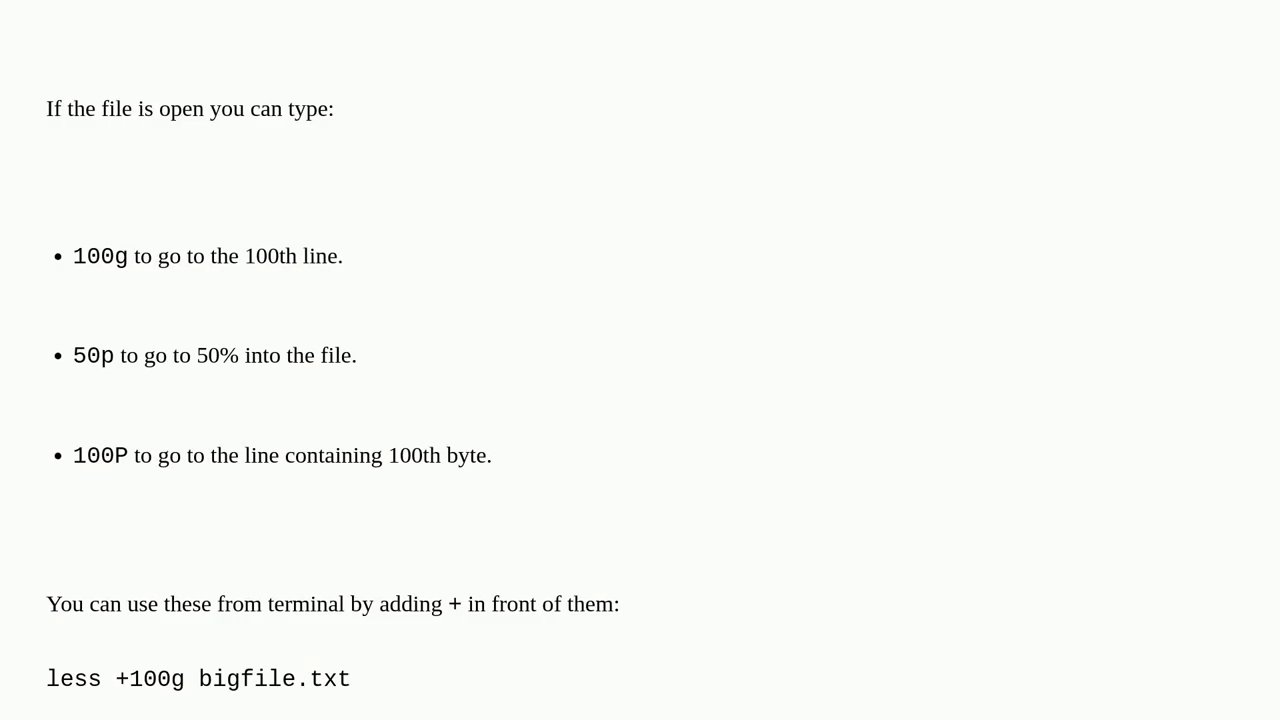 If the file is open you can type:
• 100g to go to the 100th line.
• 50p to go to 50% into the file.
• 100P to go to the line containing 100th byte.
You can use these from terminal by adding + in front of them:
less +100g bigfile.txt